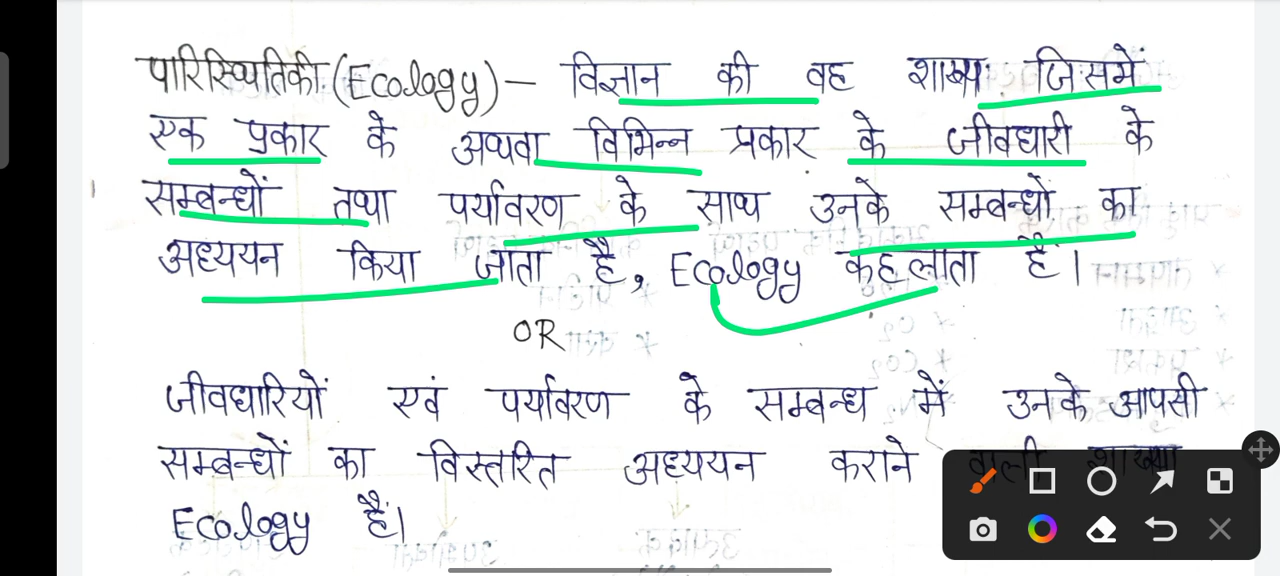 पारिस्थितिकी (Ecology) – विज्ञान की वह शाखा जिसमें
एक प्रकार के अथवा विभिन्न प्रकार के जीवधारी के
सम्बन्धों तथा पर्यावरण के साथ उनके सम्बन्धों का
अध्ययन किया जाता है, Ecology कहलाता है।
OR
जीवधारियों एवं पर्यावरण के सम्बन्ध में उनके आपसी
सम्बन्धों का विस्तरित अध्ययन कराने वाली शाखा
Ecology है।